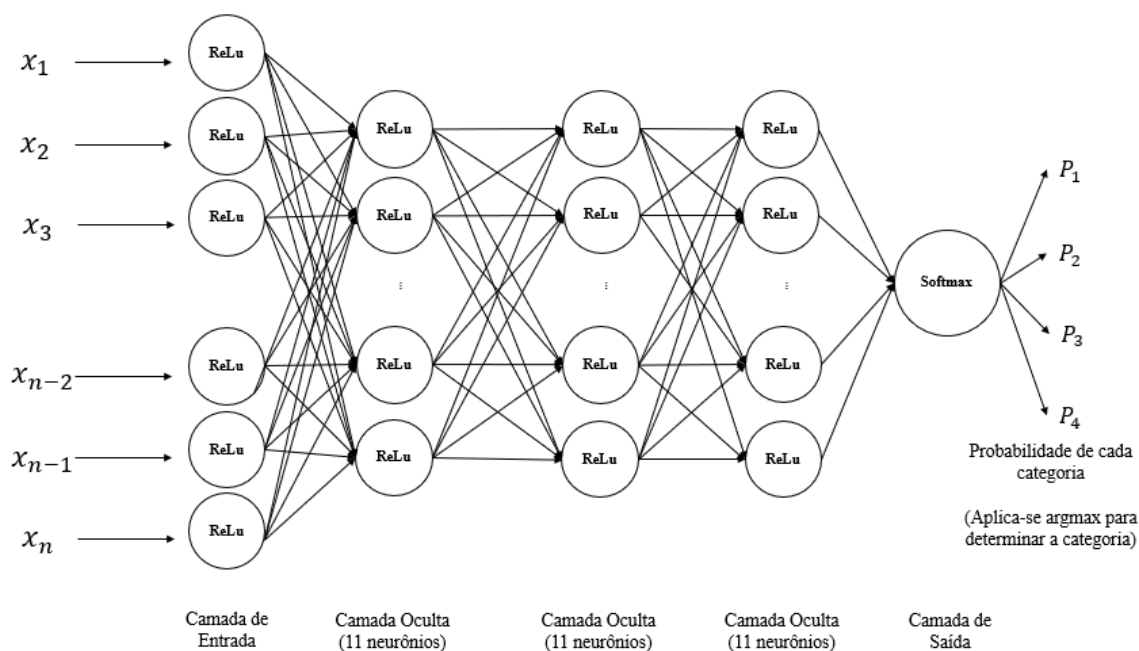 x₁
x₂
x₃
xₙ₋₂
xₙ₋₁
xₙ
ReLu
ReLu
ReLu
ReLu
ReLu
ReLu
ReLu
ReLu
...
ReLu
ReLu
ReLu
ReLu
...
ReLu
ReLu
ReLu
ReLu
...
ReLu
ReLu
Softmax
P₁
P₂
P₃
P₄
Probabilidade de cada
categoria
(Aplica-se argmax para
determinar a categoria)
Camada de
Entrada
Camada Oculta
(11 neurônios)
Camada Oculta
(11 neurônios)
Camada Oculta
(11 neurônios)
Camada de
Saída